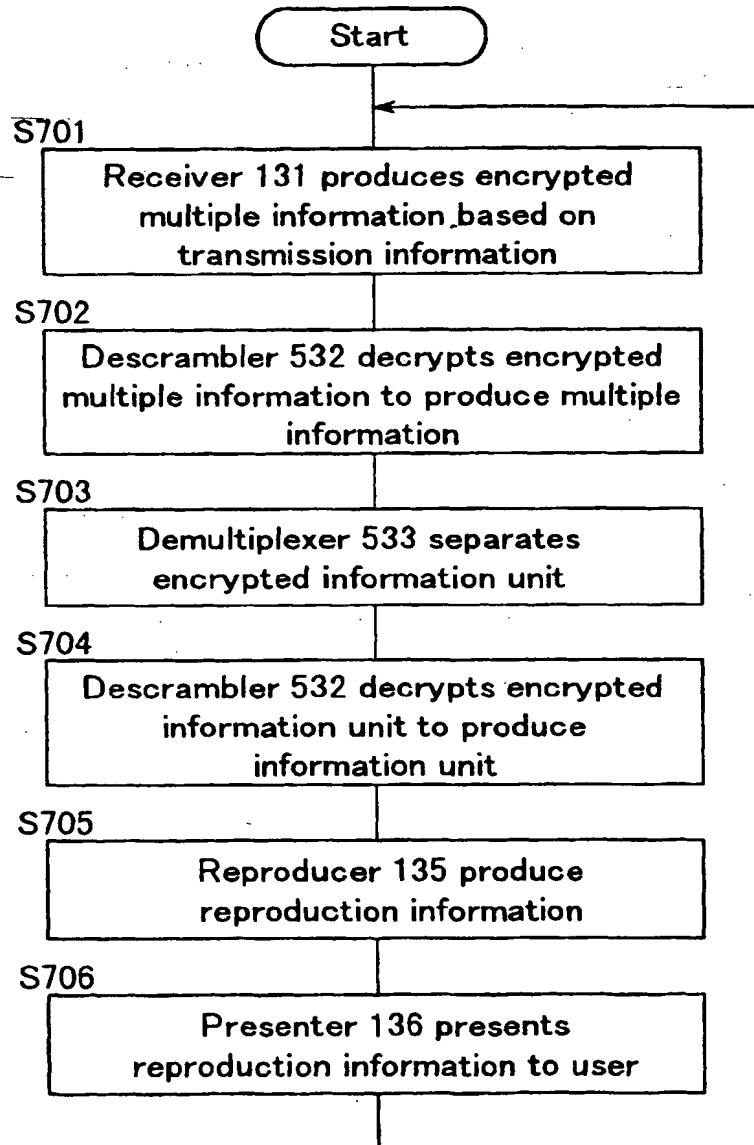 Start
S701
Receiver 131 produces encrypted
multiple information based on
transmission information
S702
Descrambler 532 decrypts encrypted
multiple information to produce multiple
information
S703
Demultiplexer 533 separates
encrypted information unit
S704
Descrambler 532 decrypts encrypted
information unit to produce
information unit
S705
Reproducer 135 produce
reproduction information
S706
Presenter 136 presents
reproduction information to user